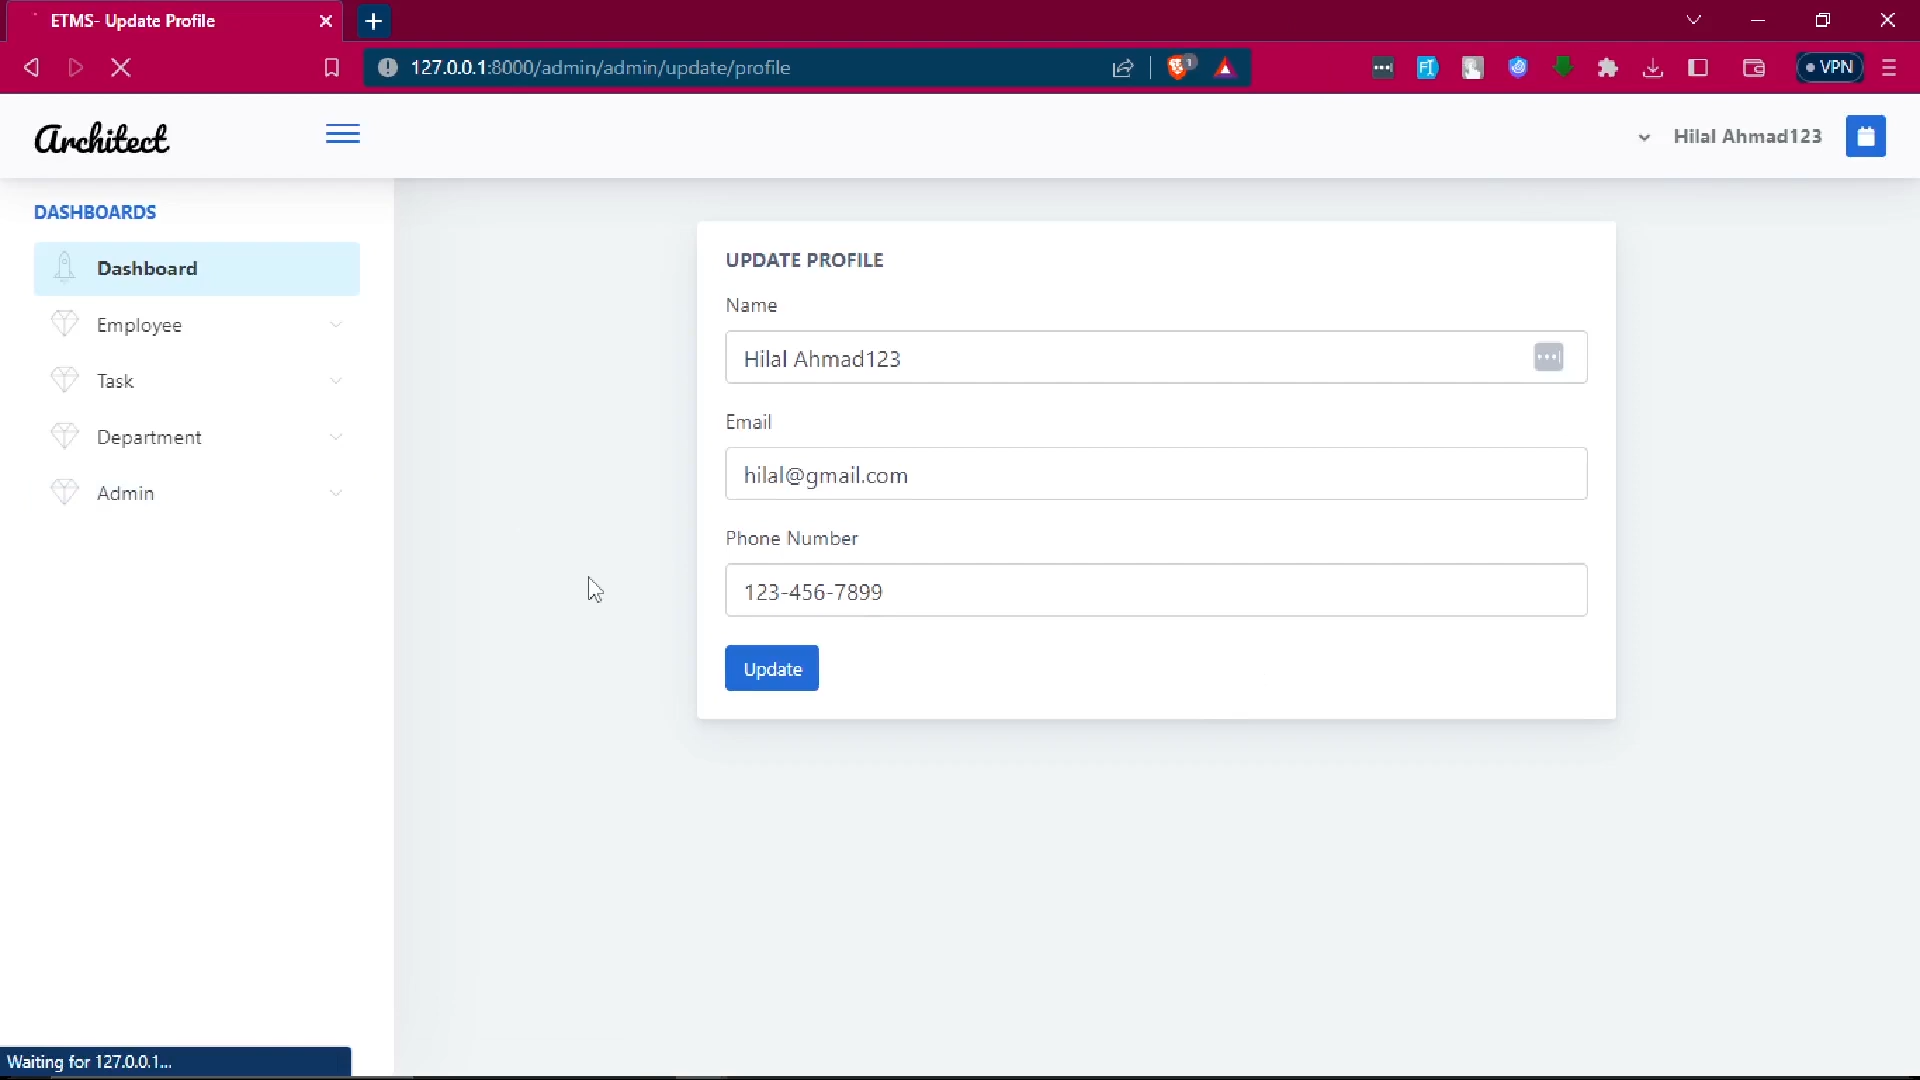 ETMS- Update Profile
127.0.0.1:8000/admin/admin/update/profile
1
VPN
Architect
Hilal Ahmad123
DASHBOARDS
Dashboard
Employee
Task
Department
Admin
UPDATE PROFILE
Name
Hilal Ahmad123
Email
hilal@gmail.com
Phone Number
123-456-7899
Update
Waiting for 127.0.0.1...